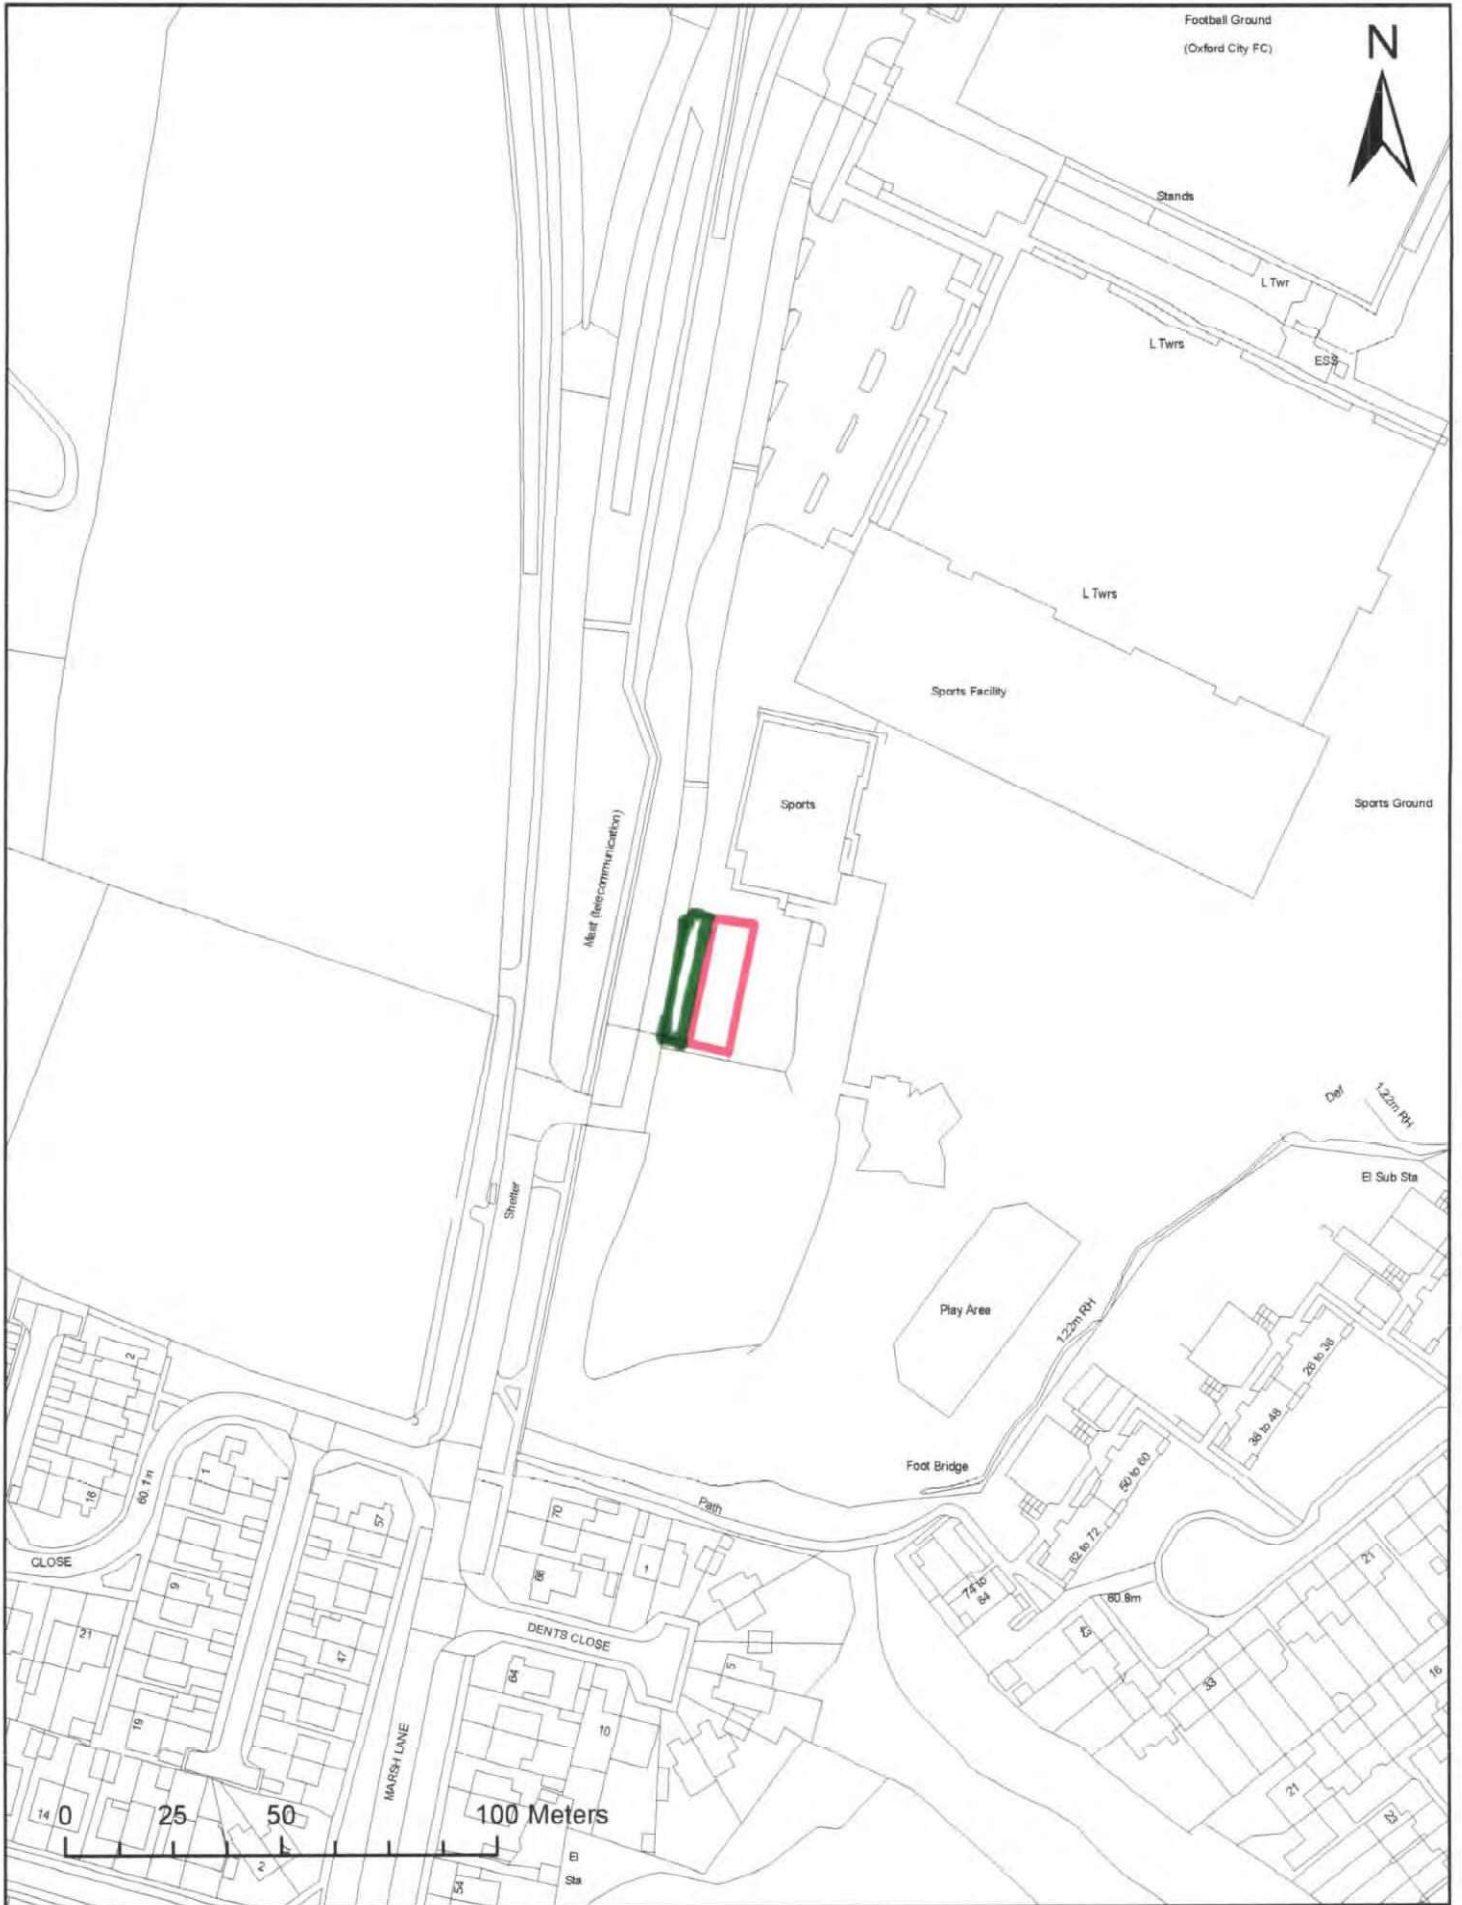 Football Ground
(Oxford City FC)
N
Stands
L Twr
L Twrs
ESS
L Twrs
Sports Facility
Sports
Sports Ground
Mast (telecommunication)
Def
1.22m RH
El Sub Sta
Shelter
Play Area
1.22m RH
2
26 to 36
38 to 48
1
50 to 60
Foot Bridge
16
60.1m
Path
57
70
62 to 72
CLOSE
68
1
21
9
74 to
84
60.8m
21
47
DENTS CLOSE
43
64
5
33
16
19
10
MARSH LANE
21
14
0
25
50
100 Meters
23
2
El
Sta
54